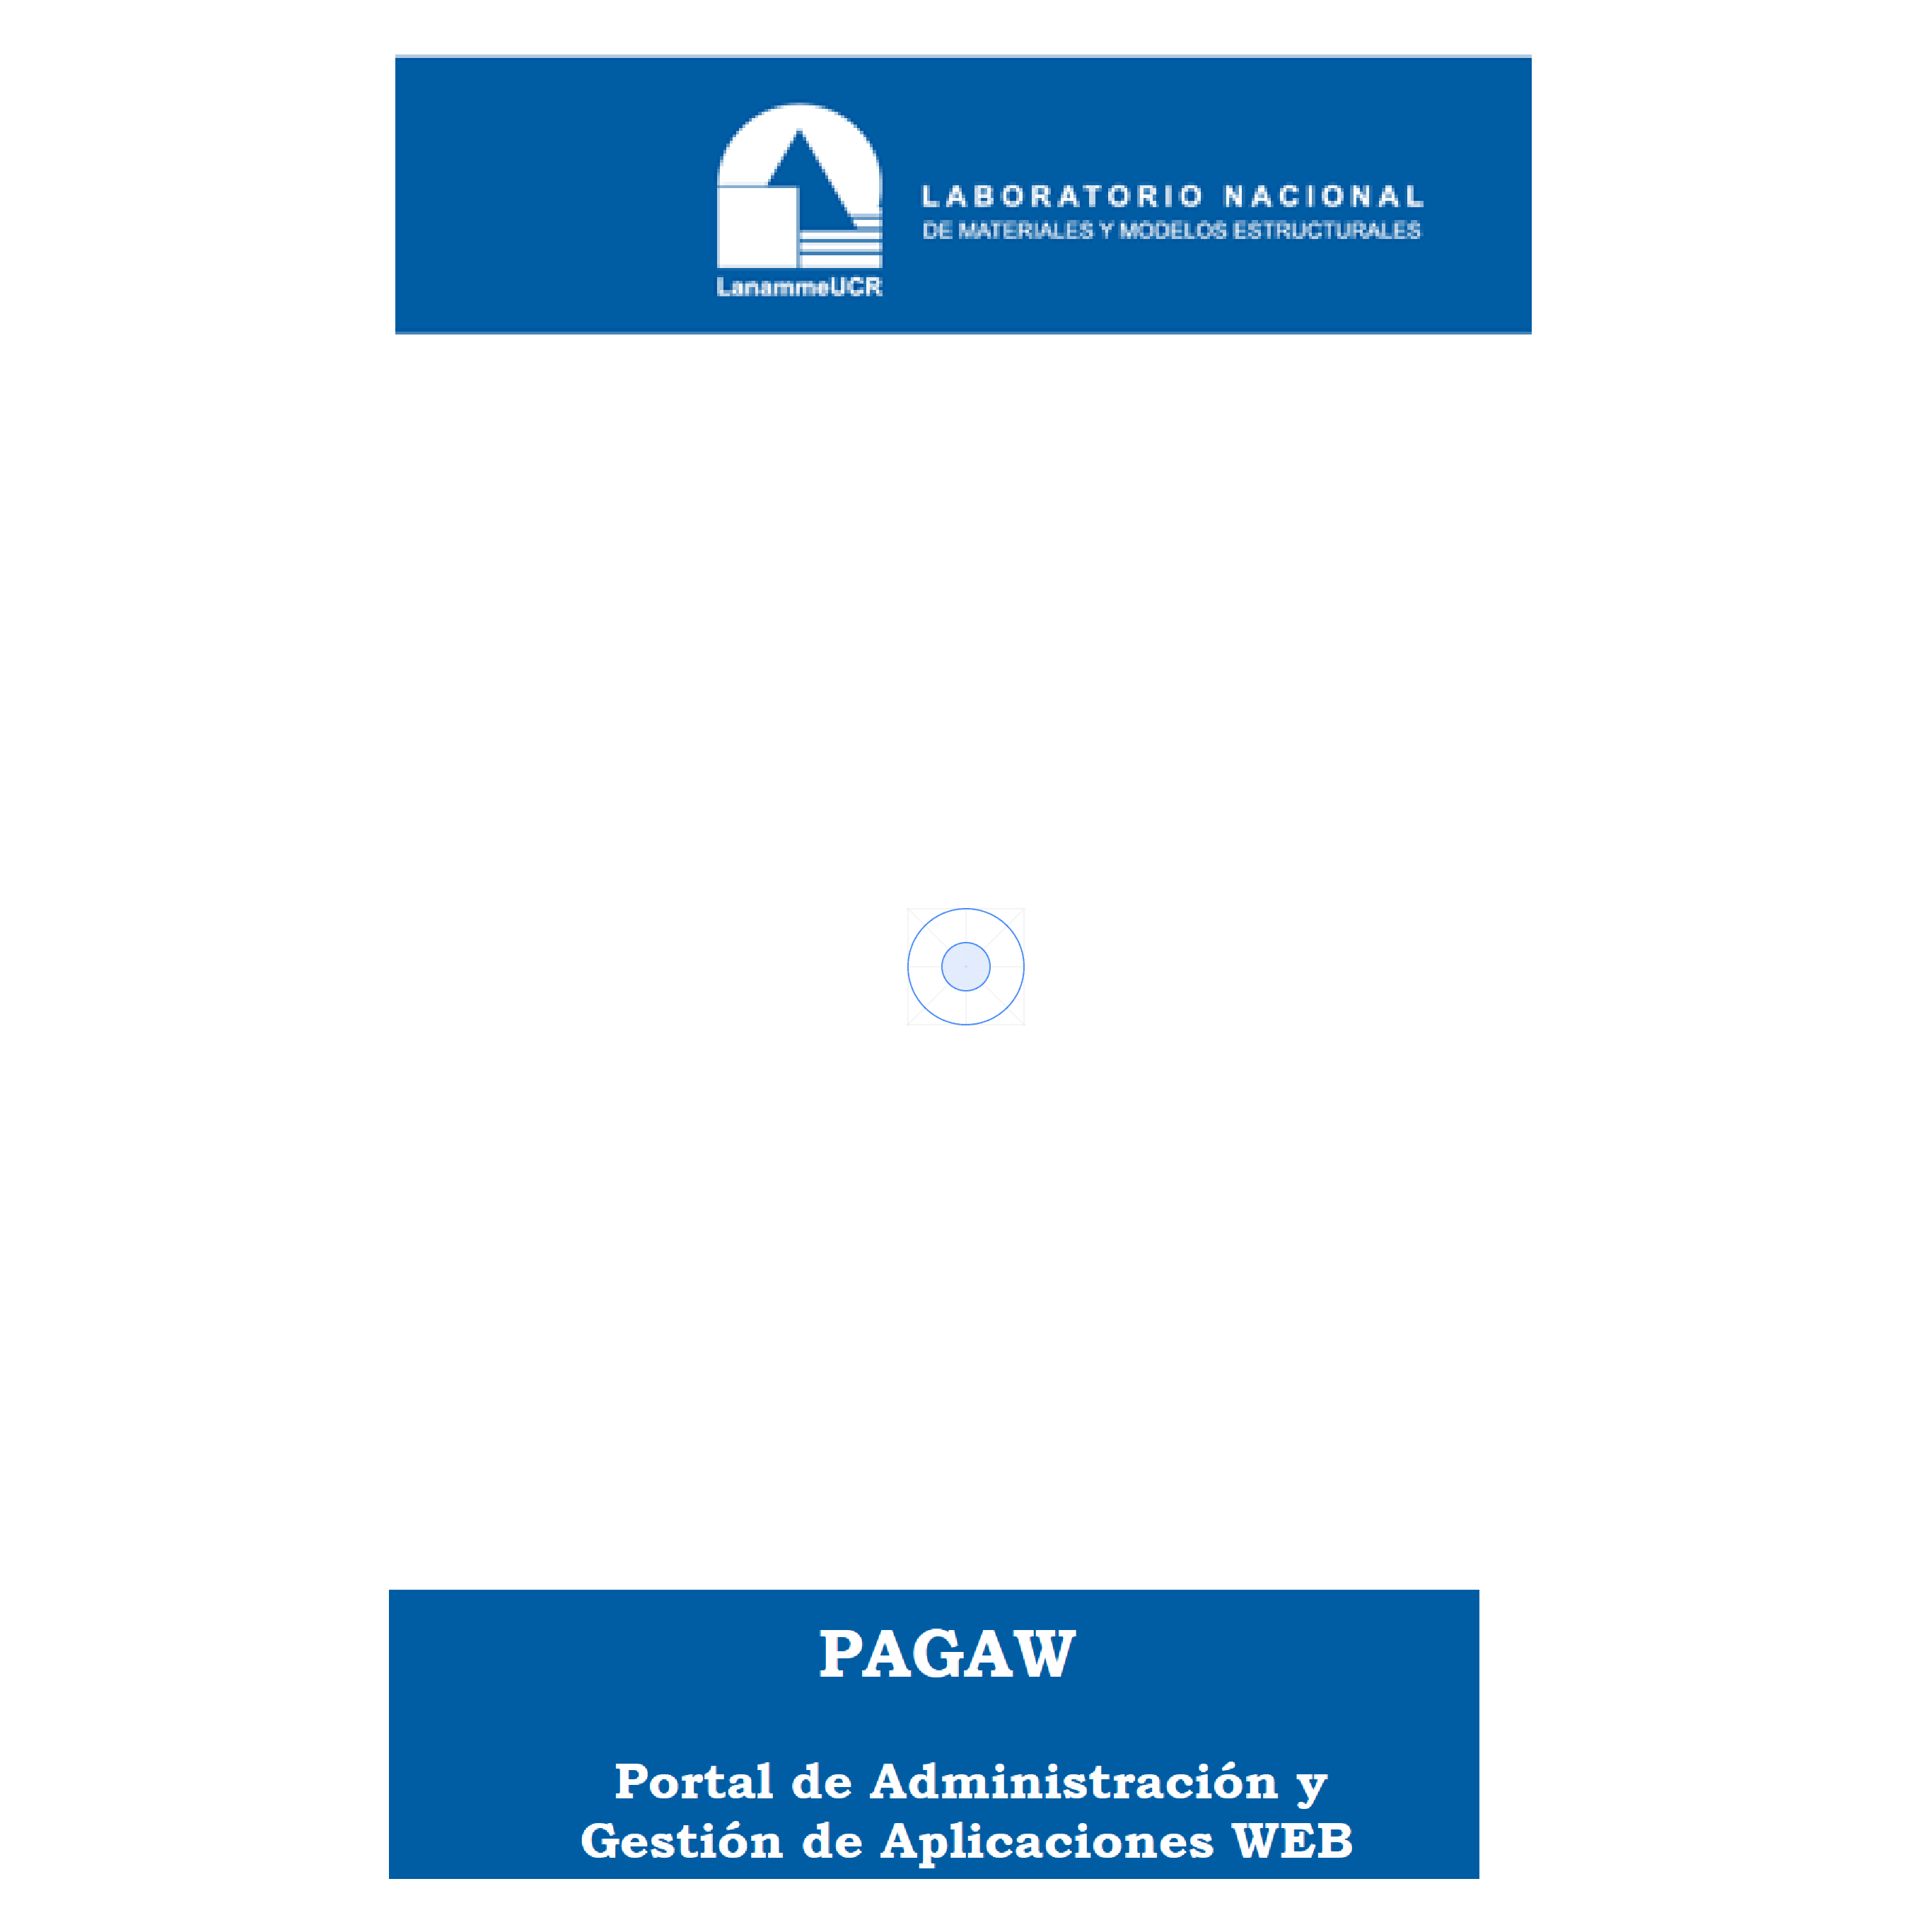 LABORATORIO NACIONAL
DE MATERIALES Y MODELOS ESTRUCTURALES
LanammeUCR
PAGAW
Portal de Administración y
Gestión de Aplicaciones WEB